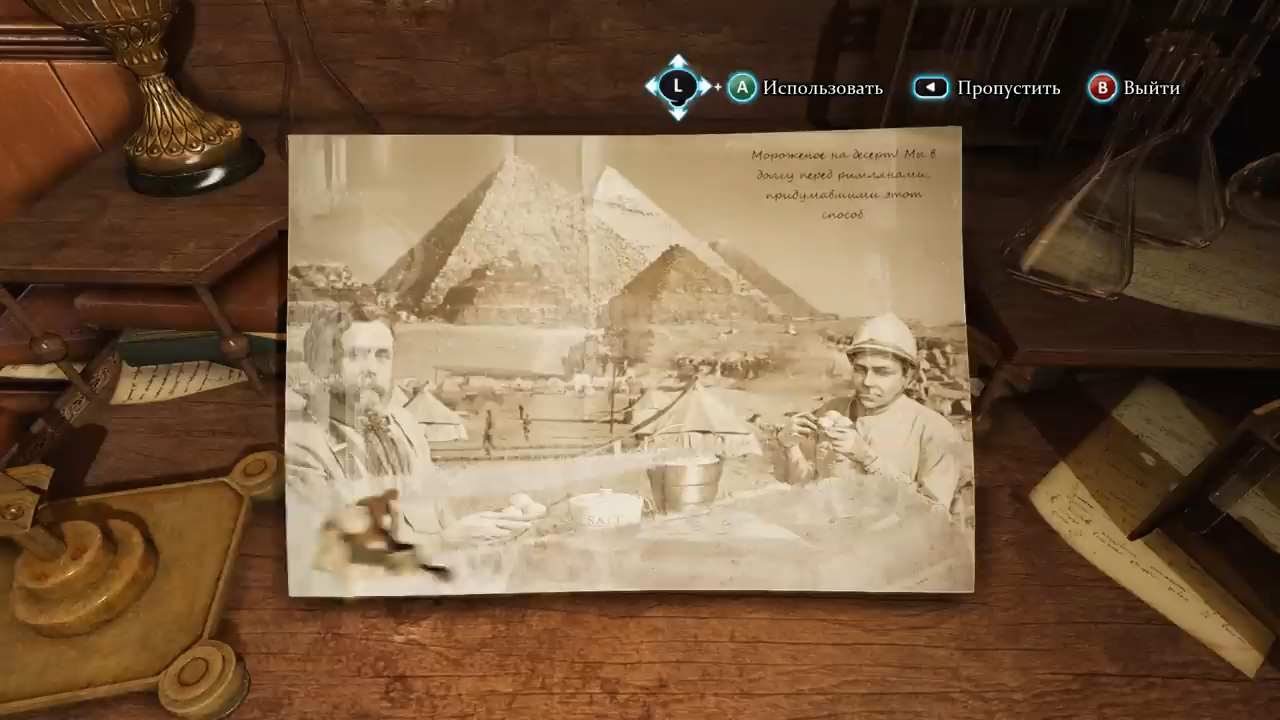 L + A Использовать ◄ Пропустить B Выйти
Мороженое на десерт! Мы в
долгу перед римлянами,
придумавшими этот
способ
SALT